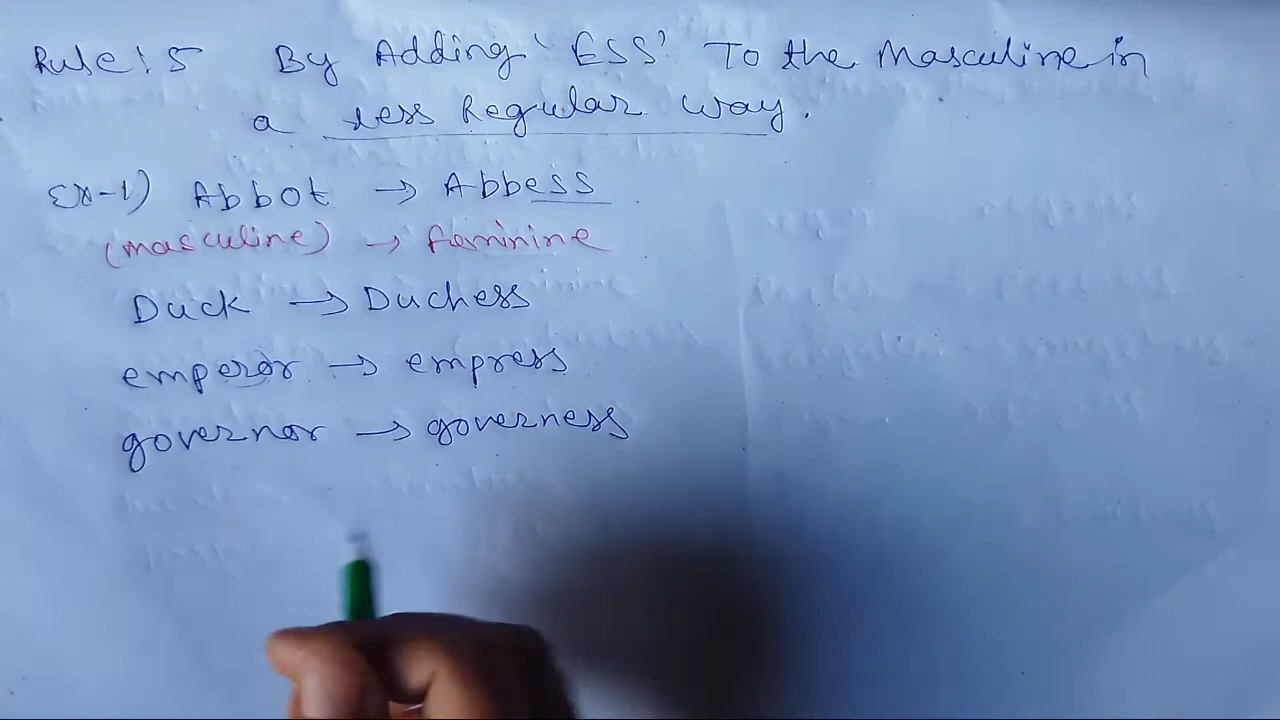 Rule: 5 By Adding 'ESS' To the Masculine in
a less Regular way.
Ex-1) Abbot → Abbess
(masculine) → feminine
Duck → Duchess
emperor → empress
governor → governess